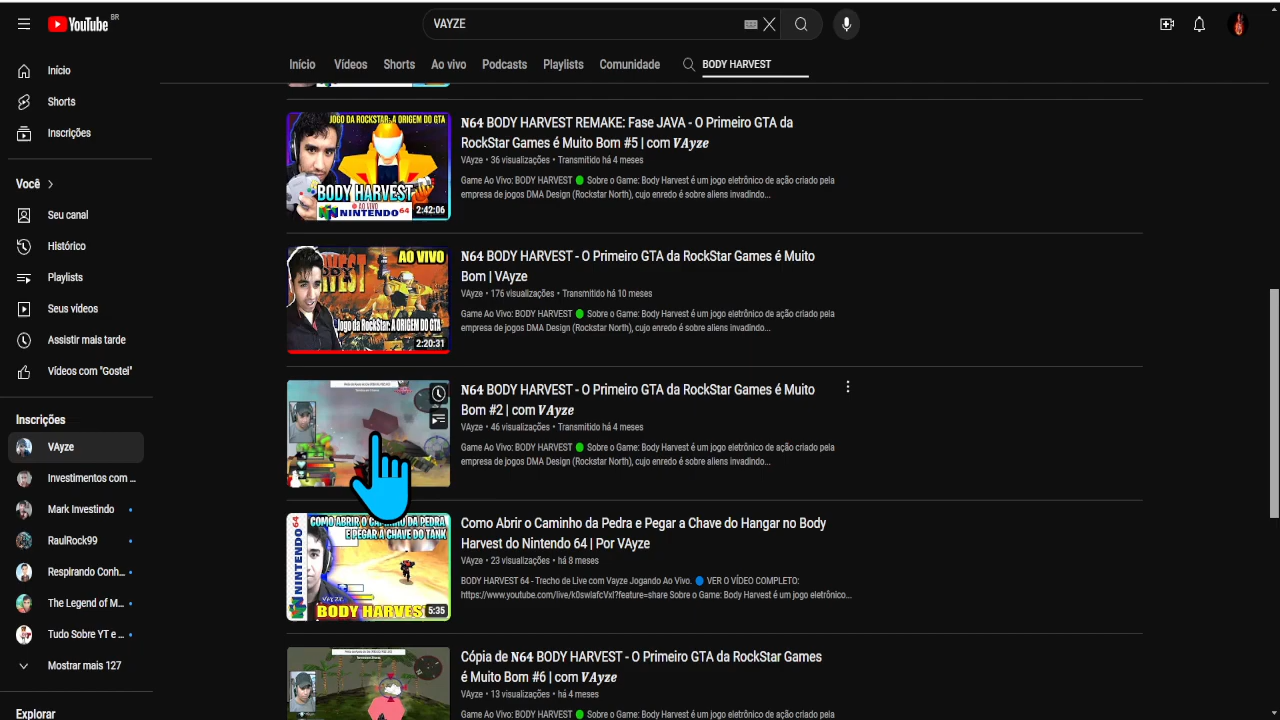 YouTube BR
VAYZE
Início
Vídeos
Shorts
Ao vivo
Podcasts
Playlists
Comunidade
BODY HARVEST
Início
Shorts
Inscrições
Você
Seu canal
Histórico
Playlists
Seus vídeos
Assistir mais tarde
Vídeos com "Gostei"
Inscrições
VAyze
Investimentos com ...
Mark Investindo
RaulRock99
Respirando Conh...
The Legend of M...
Tudo Sobre YT e ...
Mostrar mais 127
Explorar
JOGO DA ROCKSTAR: A ORIGEM DO GTA
BODY HARVEST
AO VIVO
NINTENDO 64
2:42:06
N64 BODY HARVEST REMAKE: Fase JAVA - O Primeiro GTA da
RockStar Games é Muito Bom #5 | com VAyze
VAyze • 36 visualizações • Transmitido há 4 meses
Game Ao Vivo: BODY HARVEST 🟢 Sobre o Game: Body Harvest é um jogo eletrônico de ação criado pela
empresa de jogos DMA Design (Rockstar North), cujo enredo é sobre aliens invadindo...
AO VIVO
BODY
Jogo da RockStar: A ORIGEM DO GTA
2:20:31
N64 BODY HARVEST - O Primeiro GTA da RockStar Games é Muito
Bom | VAyze
VAyze • 176 visualizações • Transmitido há 10 meses
Game Ao Vivo: BODY HARVEST 🟢 Sobre o Game: Body Harvest é um jogo eletrônico de ação criado pela
empresa de jogos DMA Design (Rockstar North), cujo enredo é sobre aliens invadindo...
N64 BODY HARVEST - O Primeiro GTA da RockStar Games é Muito
Bom #2 | com VAyze
VAyze • 46 visualizações • Transmitido há 4 meses
Game Ao Vivo: BODY HARVEST 🟢 Sobre o Game: Body Harvest é um jogo eletrônico de ação criado pela
empresa de jogos DMA Design (Rockstar North), cujo enredo é sobre aliens invadindo...
COMO ABRIR O CAMINHO DA PEDRA
E PEGAR A CHAVE DO TANK
NINTENDO 64
VAYZE
BODY HARVES
5:35
Como Abrir o Caminho da Pedra e Pegar a Chave do Hangar no Body
Harvest do Nintendo 64 | Por VAyze
VAyze • 23 visualizações • há 8 meses
BODY HARVEST 64 - Trecho de Live com Vayze Jogando Ao Vivo. 🔵 VER O VÍDEO COMPLETO:
https://www.youtube.com/live/k0swIafcVxI?feature=share Sobre o Game: Body Harvest é um jogo eletrônico...
Cópia de N64 BODY HARVEST - O Primeiro GTA da RockStar Games
é Muito Bom #6 | com VAyze
VAyze • 13 visualizações • há 4 meses
Game Ao Vivo: BODY HARVEST 🟢 Sobre o Game: Body Harvest é um jogo eletrônico de ação criado pela